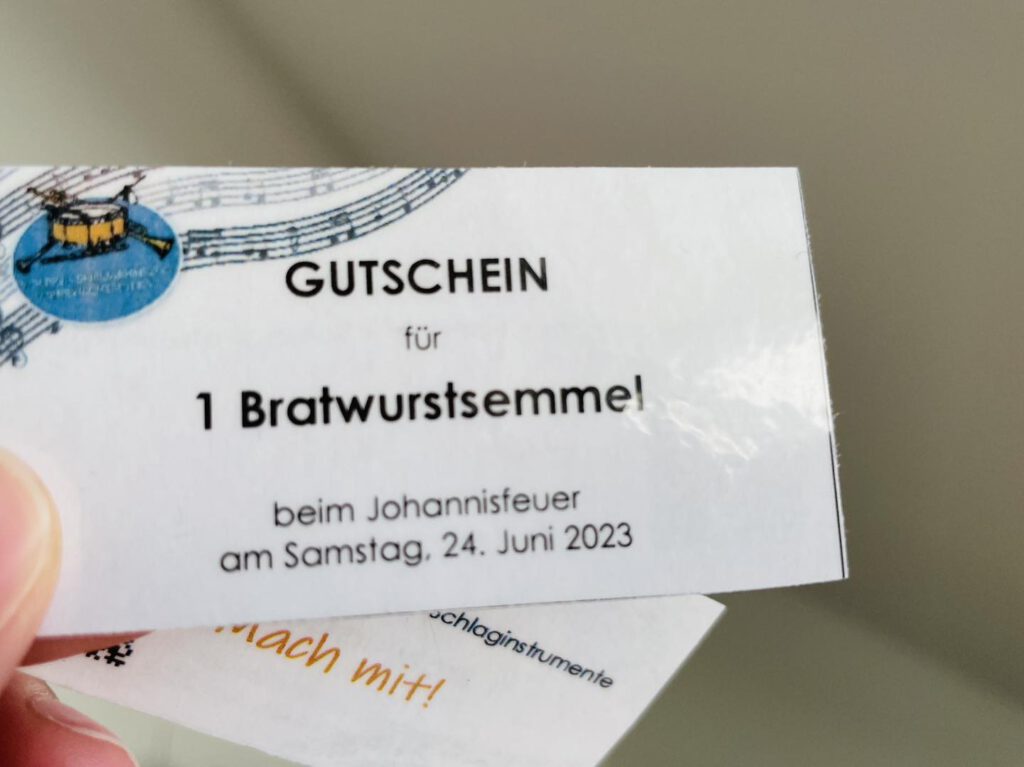 GUTSCHEIN
für
1 Bratwurstsemmel
beim Johannisfeuer
am Samstag, 24. Juni 2023
Schlaginstrumente
Mach mit!